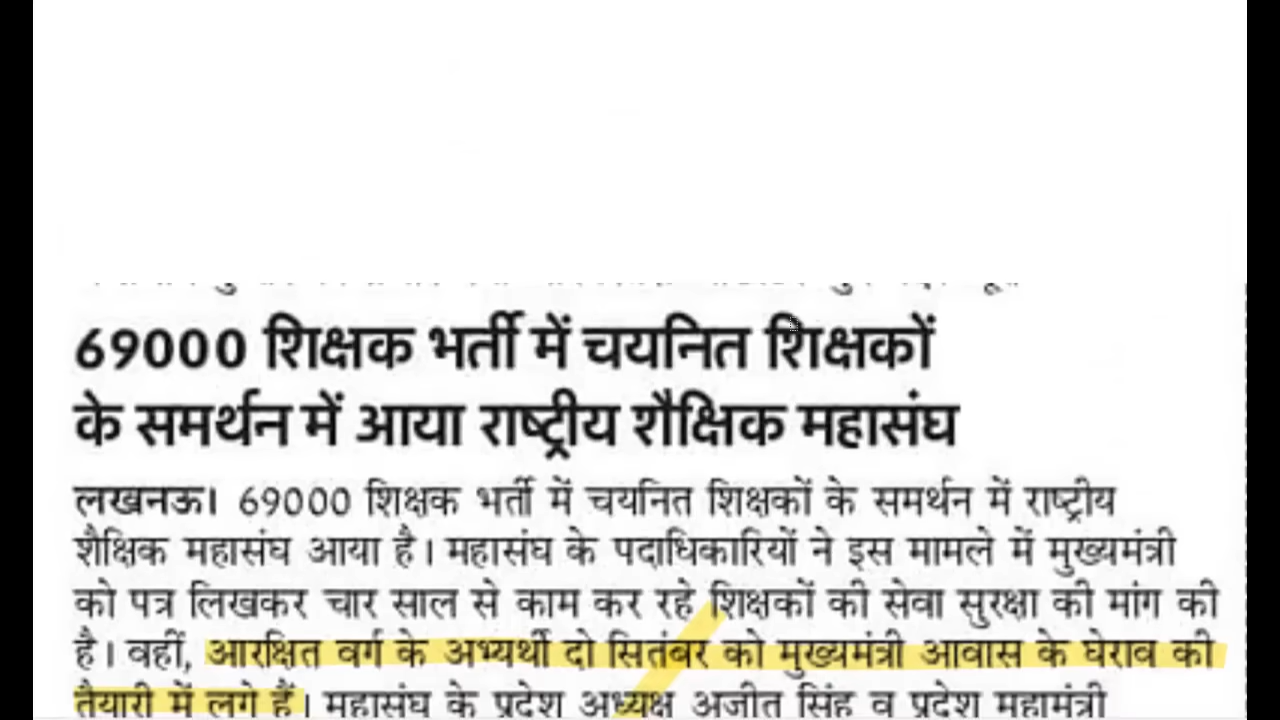 69000 शिक्षक भर्ती में चयनित शिक्षकों
के समर्थन में आया राष्ट्रीय शैक्षिक महासंघ
लखनऊ। 69000 शिक्षक भर्ती में चयनित शिक्षकों के समर्थन में राष्ट्रीय
शैक्षिक महासंघ आया है। महासंघ के पदाधिकारियों ने इस मामले में मुख्यमंत्री
को पत्र लिखकर चार साल से काम कर रहे शिक्षकों की सेवा सुरक्षा की मांग की
है। वहीं, आरक्षित वर्ग के अभ्यर्थी दो सितंबर को मुख्यमंत्री आवास के घेराव की
तैयारी में लगे हैं। महासंघ के प्रदेश अध्यक्ष अजीत सिंह व प्रदेश महामंत्री